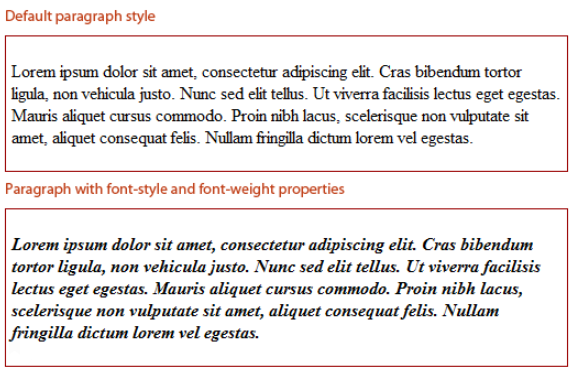 Default paragraph style
Lorem ipsum dolor sit amet, consectetur adipiscing elit. Cras bibendum tortor
ligula, non vehicula justo. Nunc sed elit tellus. Ut viverra facilisis lectus eget egestas.
Mauris aliquet cursus commodo. Proin nibh lacus, scelerisque non vulputate sit
amet, aliquet consequat felis. Nullam fringilla dictum lorem vel egestas.
Paragraph with font-style and font-weight properties
Lorem ipsum dolor sit amet, consectetur adipiscing elit. Cras bibendum
tortor ligula, non vehicula justo. Nunc sed elit tellus. Ut viverra facilisis
lectus eget egestas. Mauris aliquet cursus commodo. Proin nibh lacus,
scelerisque non vulputate sit amet, aliquet consequat felis. Nullam
fringilla dictum lorem vel egestas.